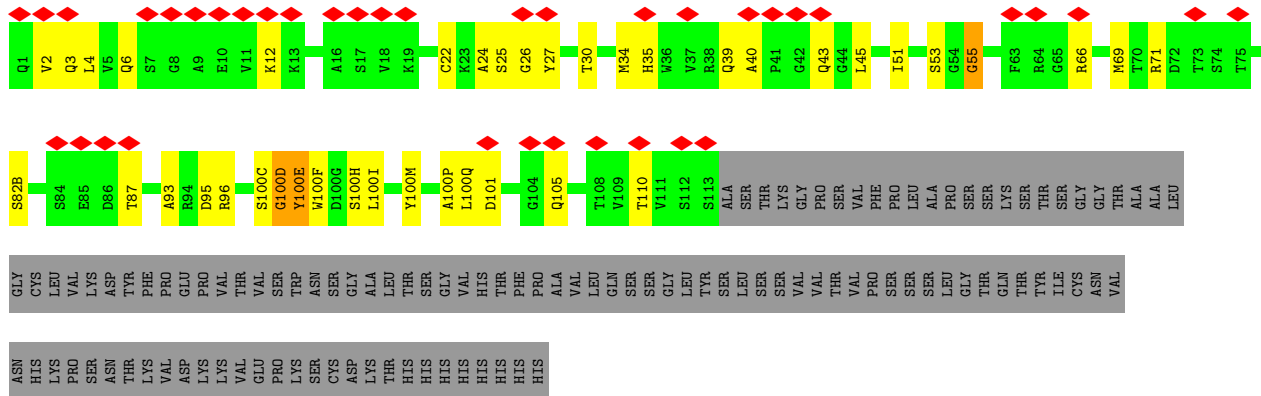 Q1 V2 Q3 L4 V5 Q6 S7 G8 A9 E10 V11 K12 K13 A16 S17 V18 K19 C22 K23 A24 S25 G26 Y27 T30 M34 H35 W36 V37 R38 Q39 A40 P41 G42 Q43 G44 L45 I51 S53 G54 G55 F63 R64 G65 R66 M69 T70 R71 D72 T73 S74 T75
S82B S84 E85 D86 T87 A93 R94 D95 R96 S100C G100D Y100E W100F D100G S100H L100I Y100M A100P L100Q D101 G104 Q105 T108 V109 T110 V111 S112 S113 ALA SER THR LYS GLY PRO SER VAL PHE PRO LEU ALA PRO SER SER LYS SER THR SER GLY GLY THR ALA ALA LEU
GLY CYS LEU VAL LYS ASP TYR PHE PRO GLU PRO VAL THR VAL SER TRP ASN SER GLY ALA LEU THR SER GLY VAL HIS THR PHE PRO ALA VAL LEU GLN SER SER GLY LEU TYR SER LEU SER SER VAL VAL THR VAL PRO SER SER SER LEU GLY THR GLN THR TYR ILE CYS ASN VAL
ASN HIS LYS PRO SER ASN THR LYS VAL ASP LYS LYS VAL GLU PRO LYS SER CYS ASP LYS THR HIS HIS HIS HIS HIS HIS HIS HIS